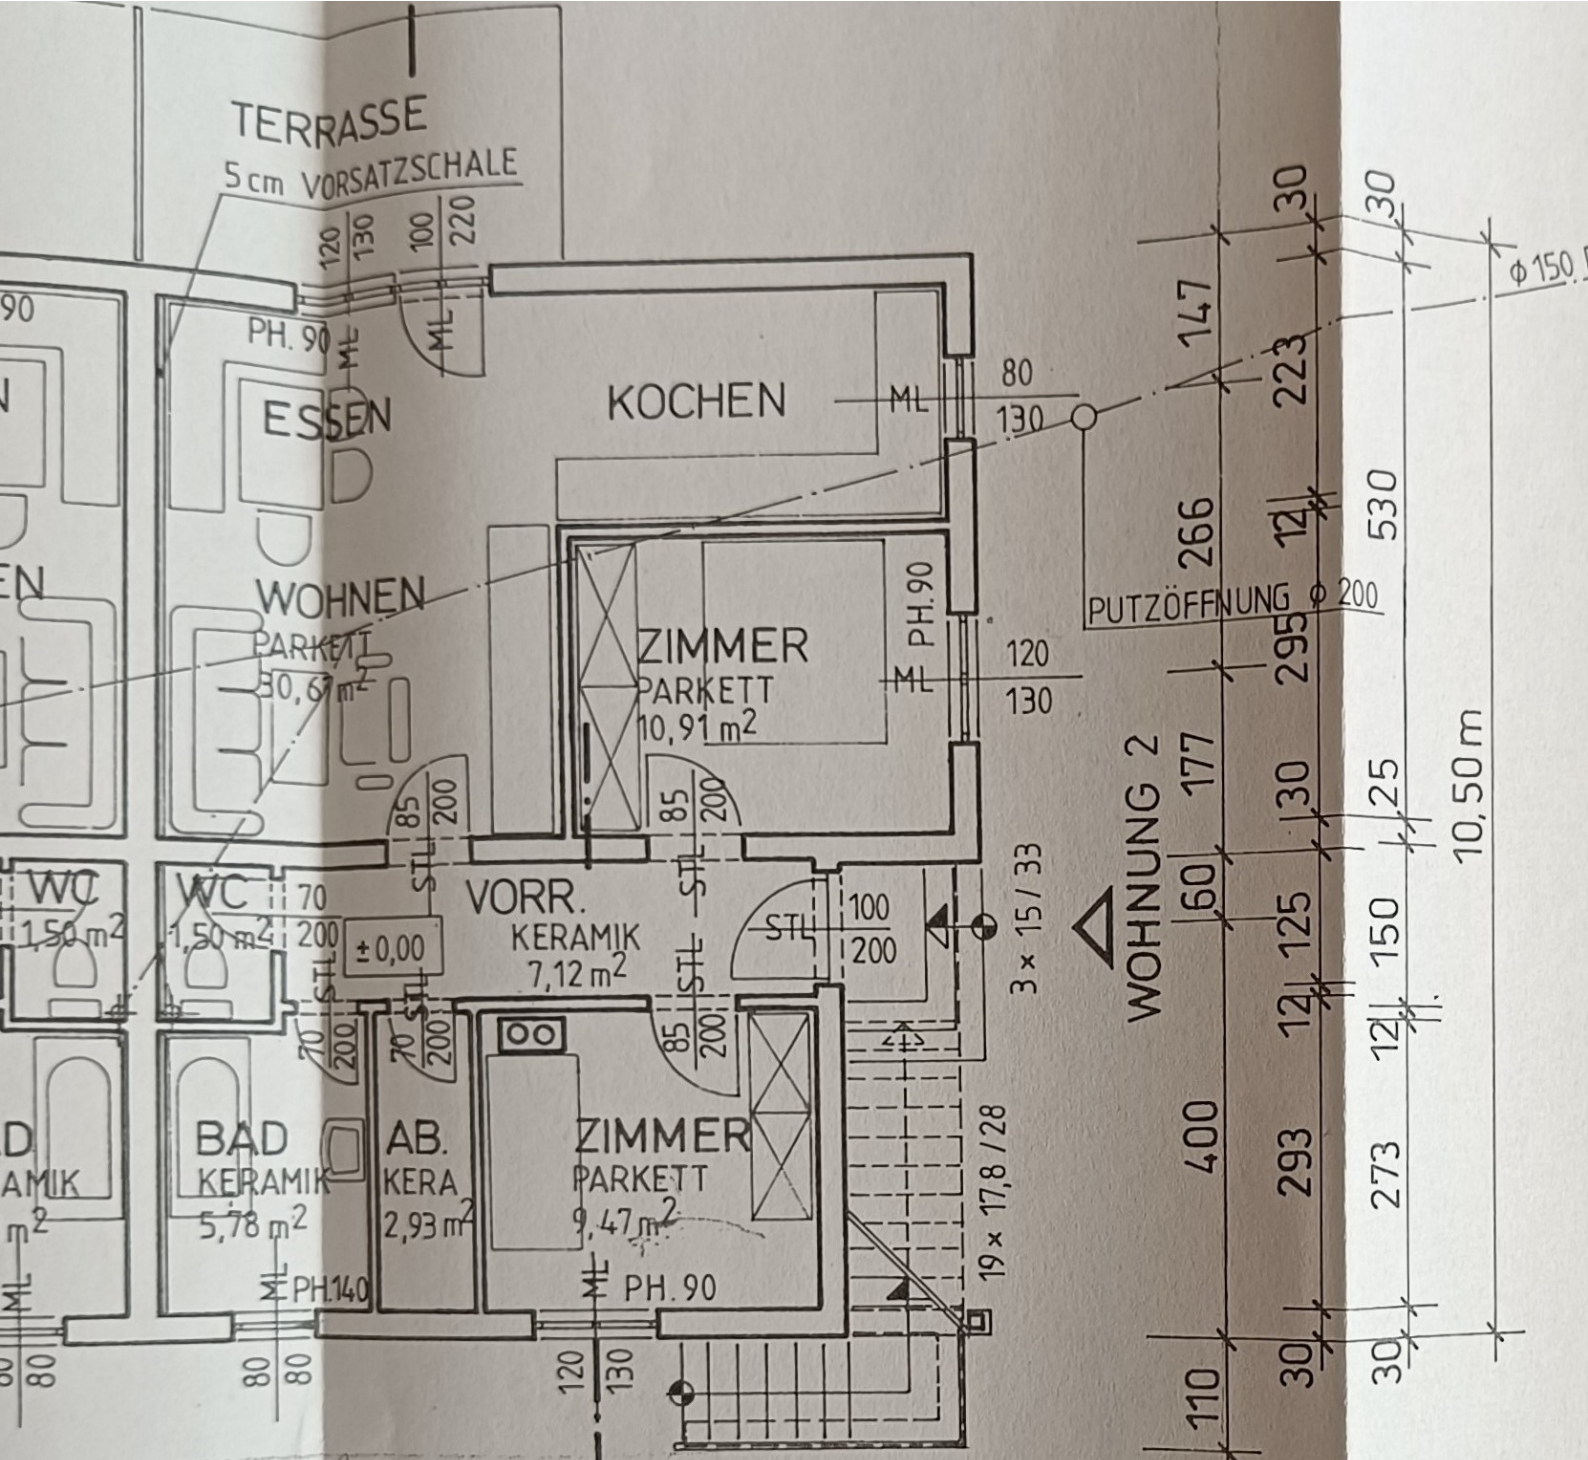 TERRASSE
5cm VORSATZSCHALE
120
130
100
220
90
PH. 90
ML
ML
ESSEN
KOCHEN
ML
80
130
WOHNEN
PARKETT
30,67 m²
ZIMMER
PARKETT
10,91 m²
PH. 90
ML
120
130
PUTZÖFFNUNG ϕ 200
ϕ 150
EN
85
200
STL
85
200
STL
WC
1,50 m²
WC
1,50 m²
70
200
STL
±0,00
VORR.
KERAMIK
7,12 m²
STL
100
200
3 x 15 / 33
WOHNUNG 2
70
200
STL
70
200
STL
85
200
BAD
KERAMIK
5,78 m²
AB.
KERA
2,93 m²
ZIMMER
PARKETT
9,47 m²
AMIK
m²
ML
ML
PH.140
ML
PH. 90
19 x 17,8 / 28
80
80
80
120
130
147
266
177
60
400
110
30
223
12
295
30
125
12
293
30
30
530
25
150
12
273
30
10,50 m